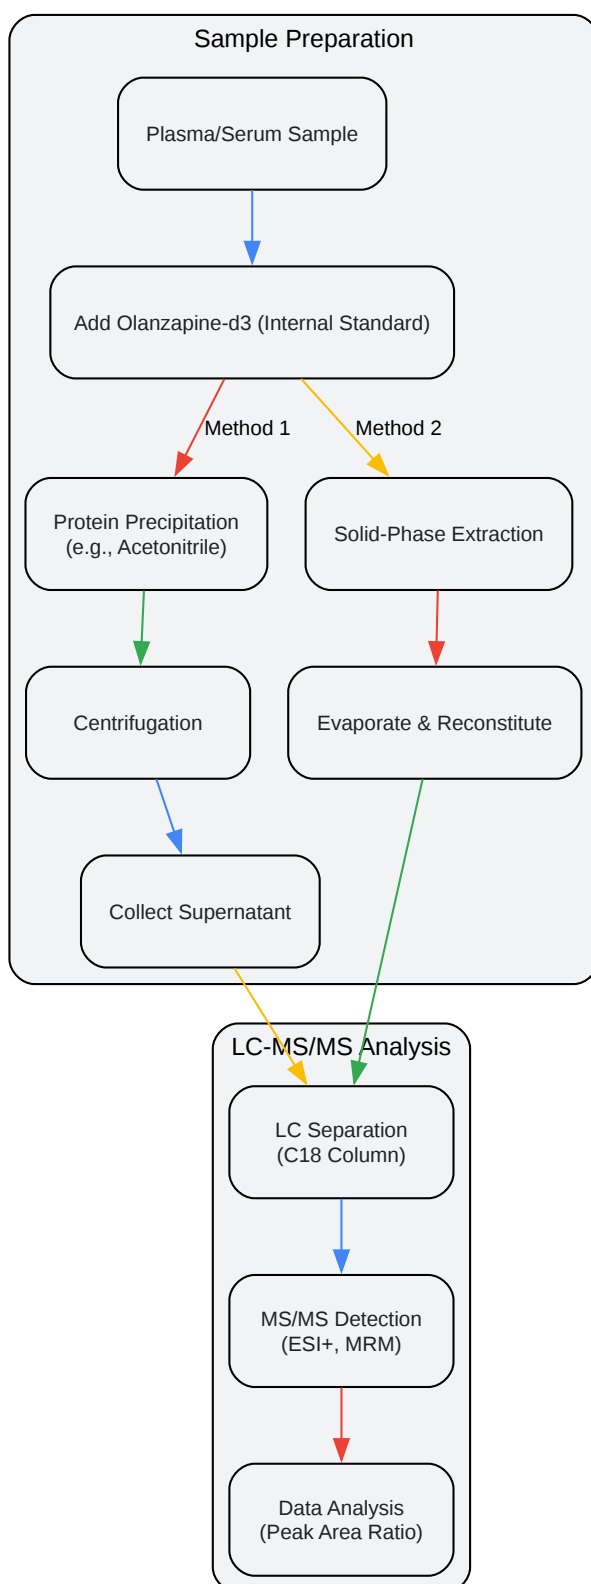 Sample Preparation
Plasma/Serum Sample
Add Olanzapine-d3 (Internal Standard)
Method 1
Method 2
Protein Precipitation
(e.g., Acetonitrile)
Solid-Phase Extraction
Centrifugation
Evaporate & Reconstitute
Collect Supernatant
LC-MS/MS Analysis
LC Separation
(C18 Column)
MS/MS Detection
(ESI+, MRM)
Data Analysis
(Peak Area Ratio)